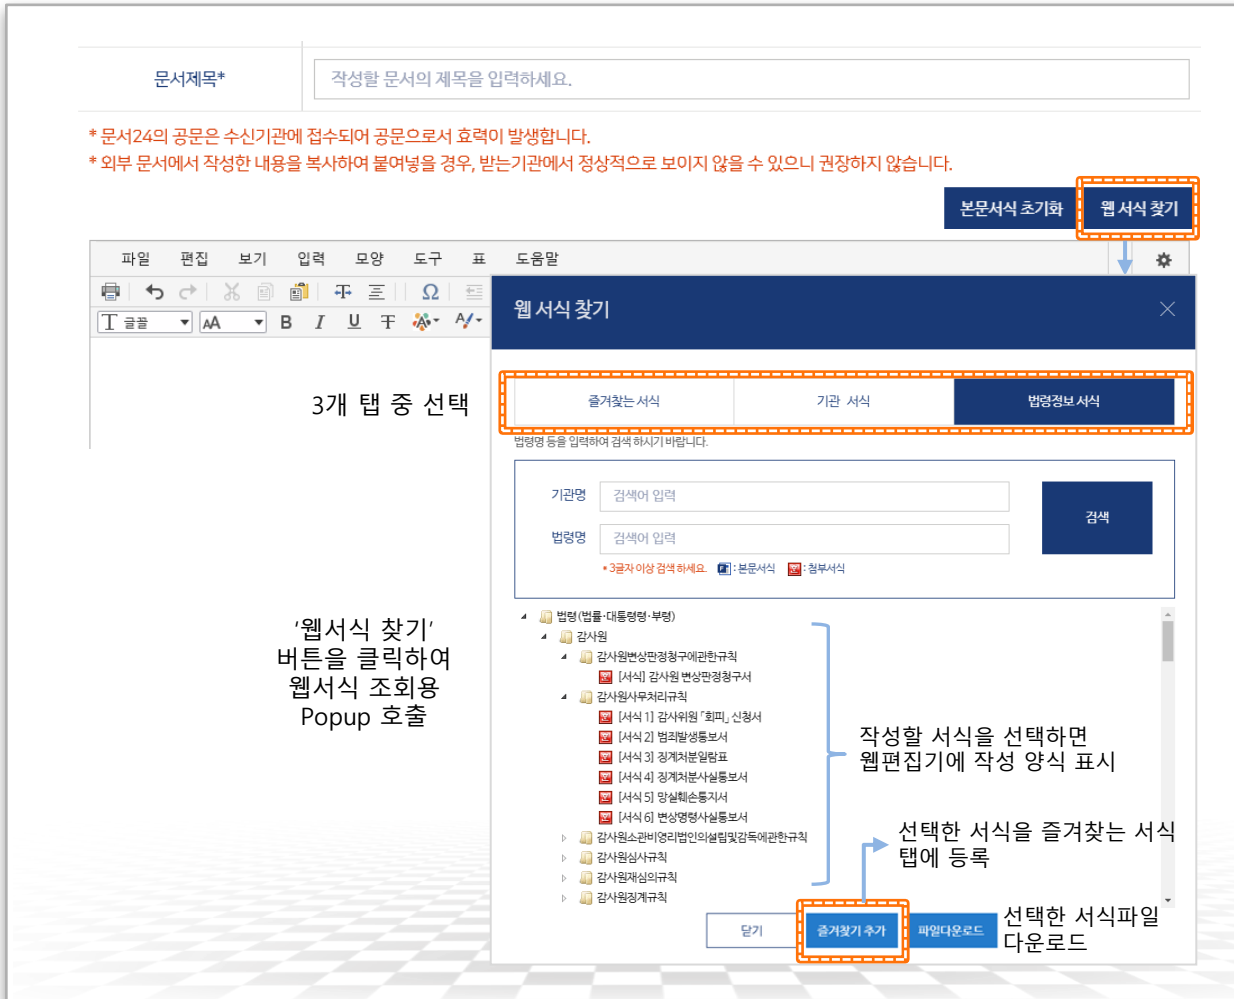 문서제목*
작성할 문서의 제목을 입력하세요.
* 문서24의 공문은 수신기관에 접수되어 공문으로서 효력이 발생합니다.
* 외부 문서에서 작성한 내용을 복사하여 붙여넣을 경우, 받는기관에서 정상적으로 보이지 않을 수 있으니 권장하지 않습니다.
본문서식 초기화
웹 서식 찾기
파일 편집 보기 입력 모양 도구 표 도움말
글꼴
웹 서식 찾기
3개 탭 중 선택
즐겨찾는 서식
기관 서식
법령정보 서식
법령명 등을 입력하여 검색 하시기 바랍니다.
기관명
검색어 입력
법령명
검색어 입력
검색
* 3글자 이상 검색 하세요. : 본문서식 : 첨부서식
'웹서식 찾기'
버튼을 클릭하여
웹서식 조회용
Popup 호출
법령(법률·대통령령·부령)
감사원
감사원변상판정청구에관한규칙
[서식] 감사원 변상판정청구서
감사원사무처리규칙
[서식 1] 감사위원 「회피」 신청서
[서식 2] 범죄발생통보서
[서식 3] 징계처분일람표
[서식 4] 징계처분사실통보서
[서식 5] 망실훼손통지서
[서식 6] 변상명령사실통보서
감사원소관비영리법인의설립및감독에관한규칙
감사원심사규칙
감사원재심의규칙
감사원징계규칙
작성할 서식을 선택하면
웹편집기에 작성 양식 표시
선택한 서식을 즐겨찾는 서식
탭에 등록
닫기
즐겨찾기 추가
파일다운로드
선택한 서식파일
다운로드